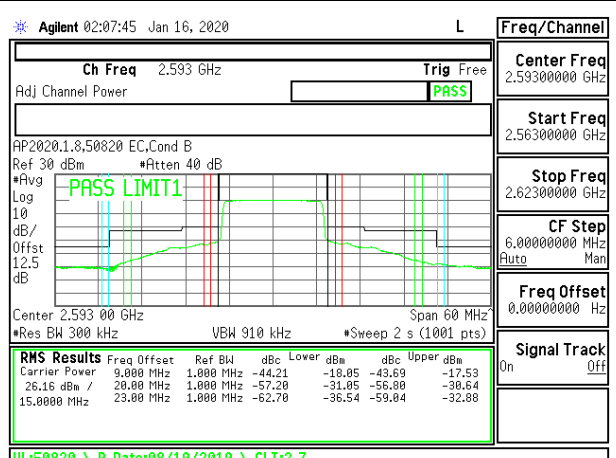 Agilent 02:07:45 Jan 16, 2020 L
Freq/Channel
Ch Freq 2.593 GHz Trig Free
Adj Channel Power PASS
Center Freq
2.59300000 GHz
Start Freq
2.56300000 GHz
Stop Freq
2.62300000 GHz
CF Step
6.00000000 MHz
Auto Man
Freq Offset
0.00000000 Hz
Signal Track
On Off
AP2020.1.8,50820 EC,Cond B
Ref 30 dBm #Atten 40 dB
#Avg
Log
10
dB/
Offst
12.5
dB
PASS LIMIT1
Center 2.593 00 GHz Span 60 MHz^
#Res BW 300 kHz VBW 910 kHz #Sweep 2 s (1001 pts)
RMS Results Freq Offset Ref BW dBc Lower dBm dBc Upper dBm
Carrier Power 9.000 MHz 1.000 MHz -44.21 -18.05 -43.69 -17.53
26.16 dBm / 20.00 MHz 1.000 MHz -57.20 -31.05 -56.80 -30.64
15.0000 MHz 23.00 MHz 1.000 MHz -62.70 -36.54 -59.04 -32.88